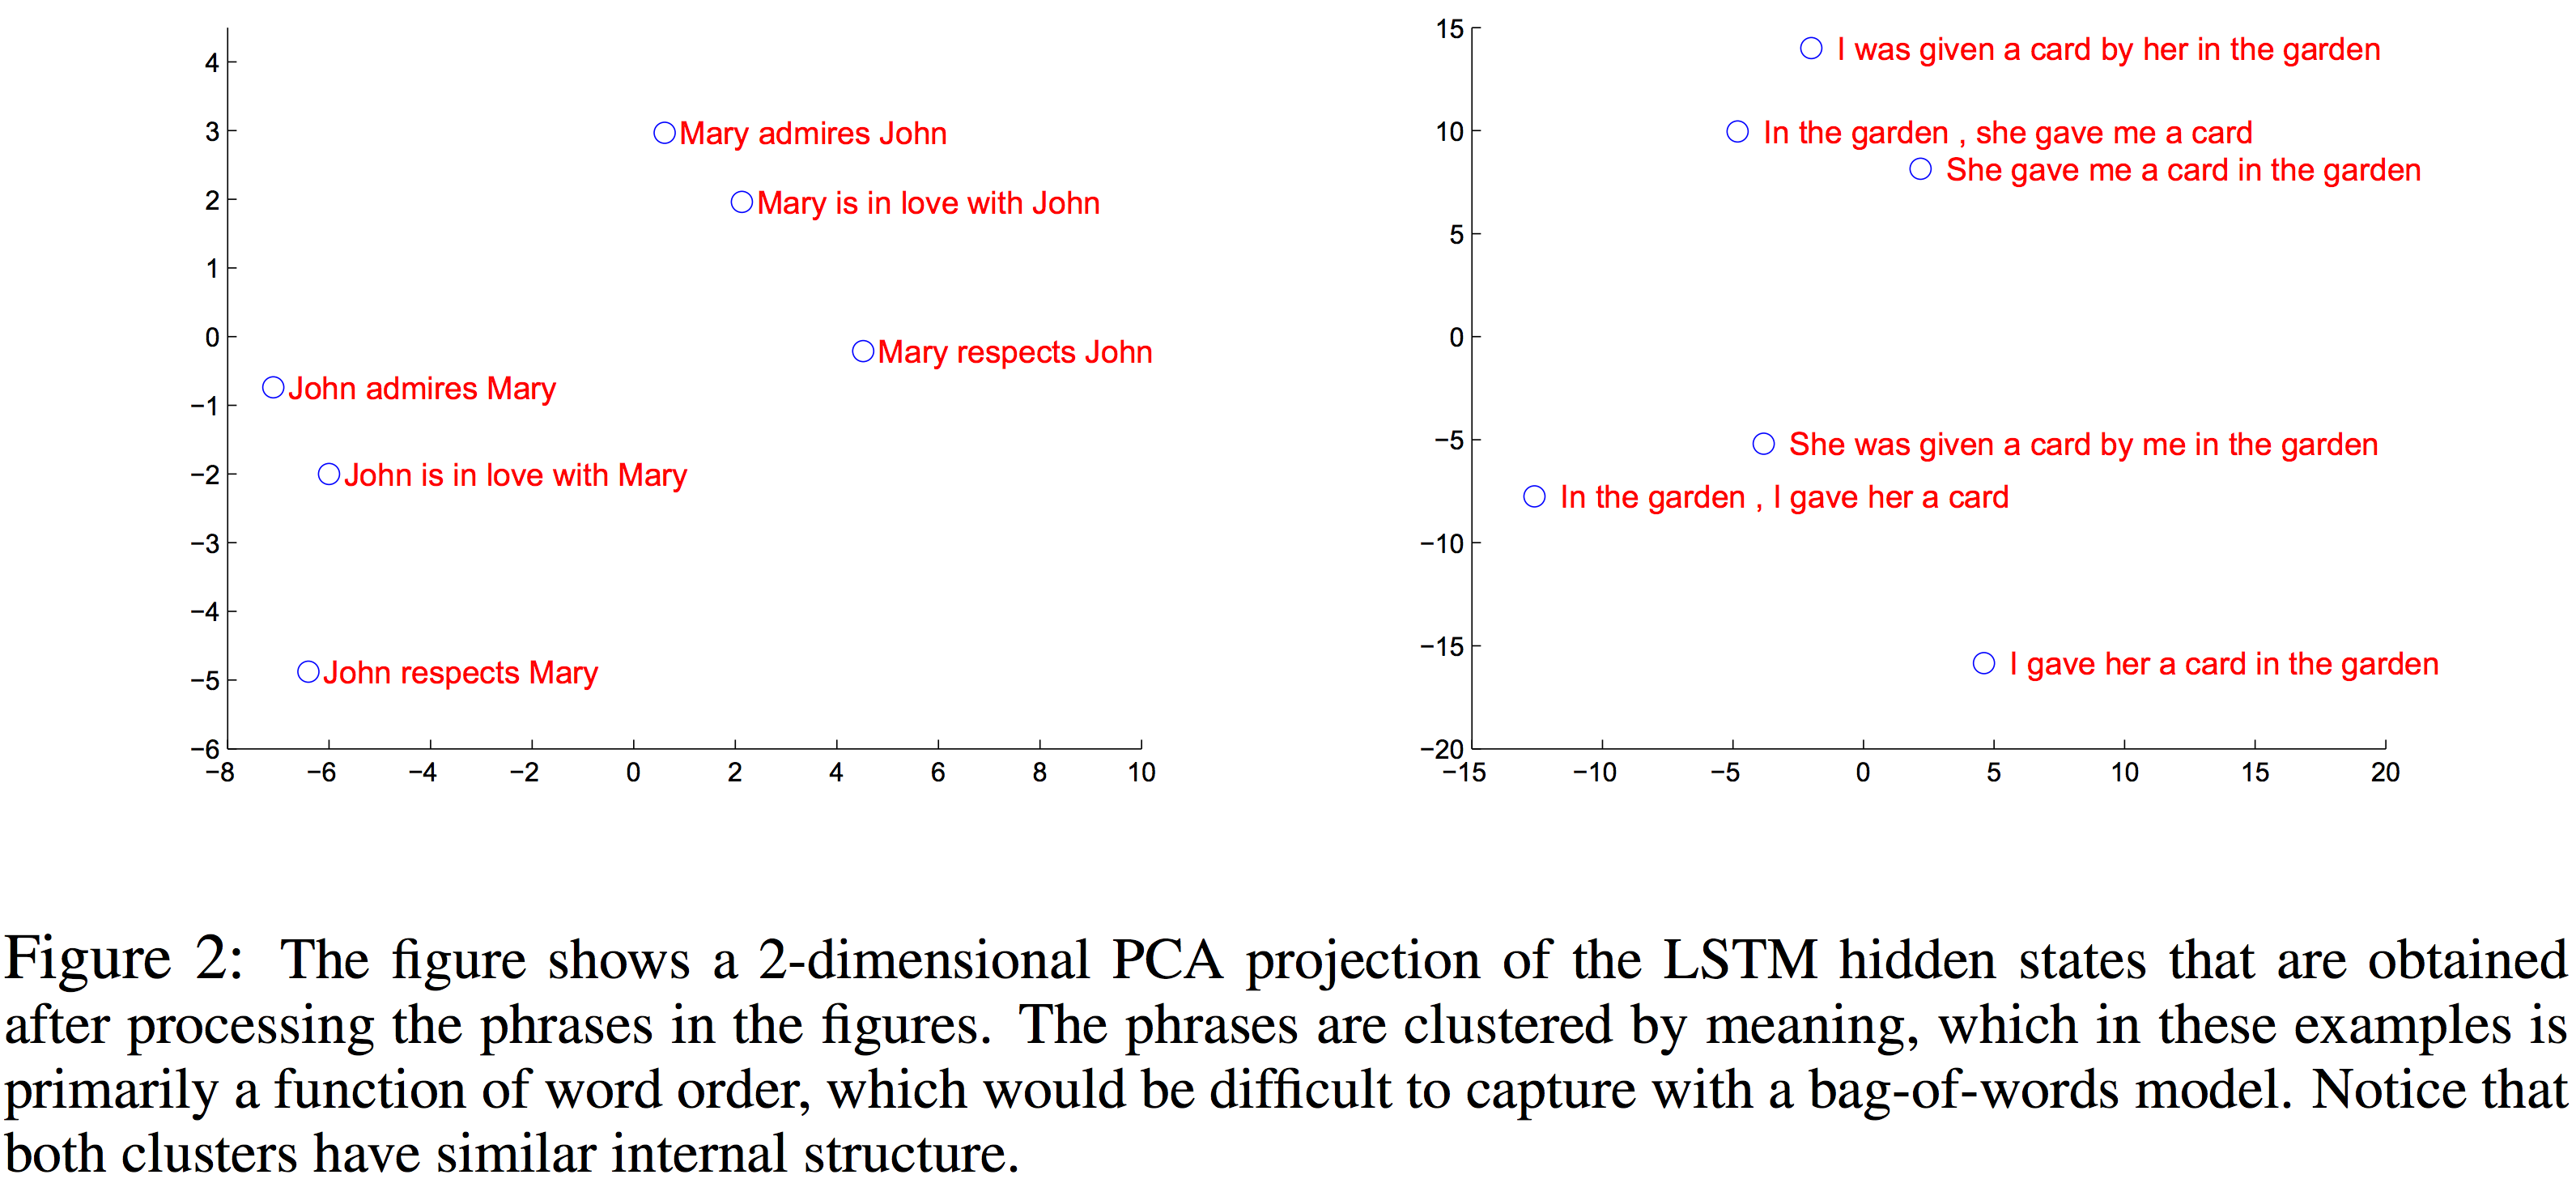 4
3
2
1
0
−1
−2
−3
−4
−5
−6
−8 −6 −4 −2 0 2 4 6 8 10
Mary admires John
Mary is in love with John
Mary respects John
John admires Mary
John is in love with Mary
John respects Mary
15
10
5
0
−5
−10
−15
−20
−15 −10 −5 0 5 10 15 20
I was given a card by her in the garden
In the garden , she gave me a card
She gave me a card in the garden
She was given a card by me in the garden
In the garden , I gave her a card
I gave her a card in the garden
Figure 2: The figure shows a 2-dimensional PCA projection of the LSTM hidden states that are obtained
after processing the phrases in the figures. The phrases are clustered by meaning, which in these examples is
primarily a function of word order, which would be difficult to capture with a bag-of-words model. Notice that
both clusters have similar internal structure.